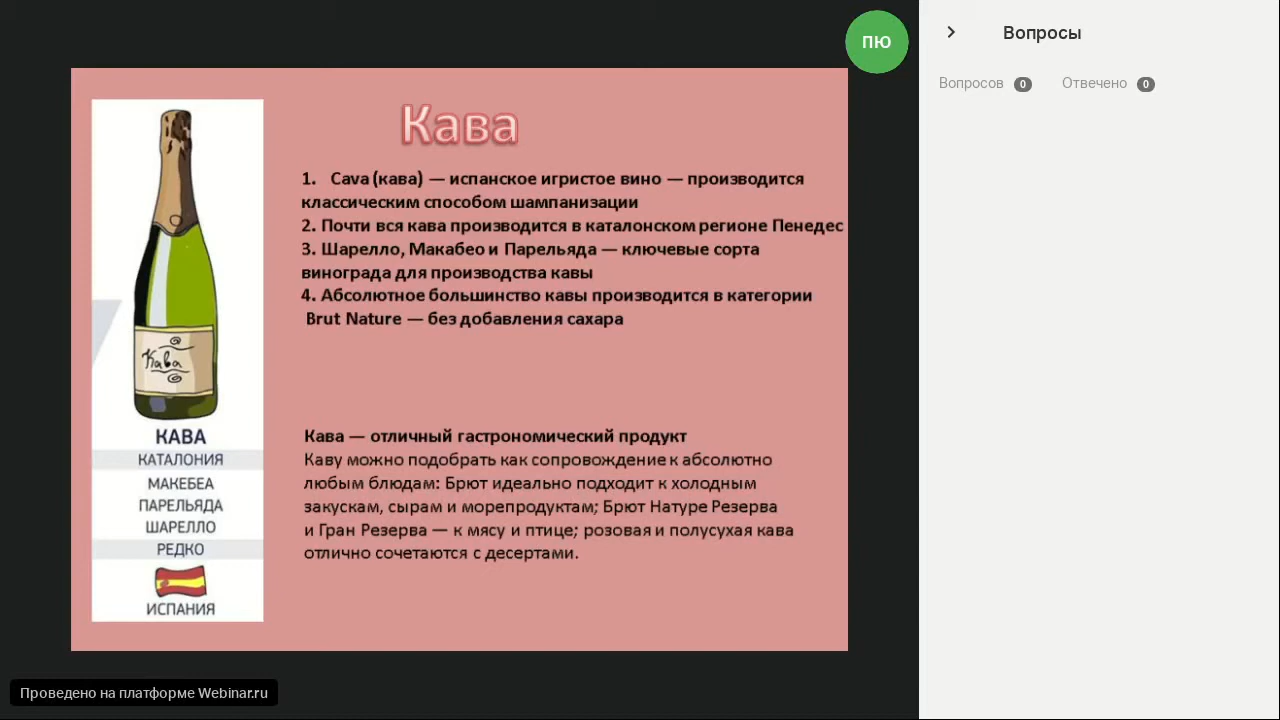 ПЮ
Вопросы
Вопросов 0 Отвечено 0
Кава
1. Cava (кава) — испанское игристое вино — производится
классическим способом шампанизации
2. Почти вся кава производится в каталонском регионе Пенедес
3. Шарелло, Макабео и Парельяда — ключевые сорта
винограда для производства кавы
4. Абсолютное большинство кавы производится в категории
Brut Nature — без добавления сахара
Кава
КАВА
КАТАЛОНИЯ
МАКЕБЕА
ПАРЕЛЬЯДА
ШАРЕЛЛО
РЕДКО
ИСПАНИЯ
Кава — отличный гастрономический продукт
Каву можно подобрать как сопровождение к абсолютно
любым блюдам: Брют идеально подходит к холодным
закускам, сырам и морепродуктам; Брют Натуре Резерва
и Гран Резерва — к мясу и птице; розовая и полусухая кава
отлично сочетаются с десертами.
Проведено на платформе Webinar.ru